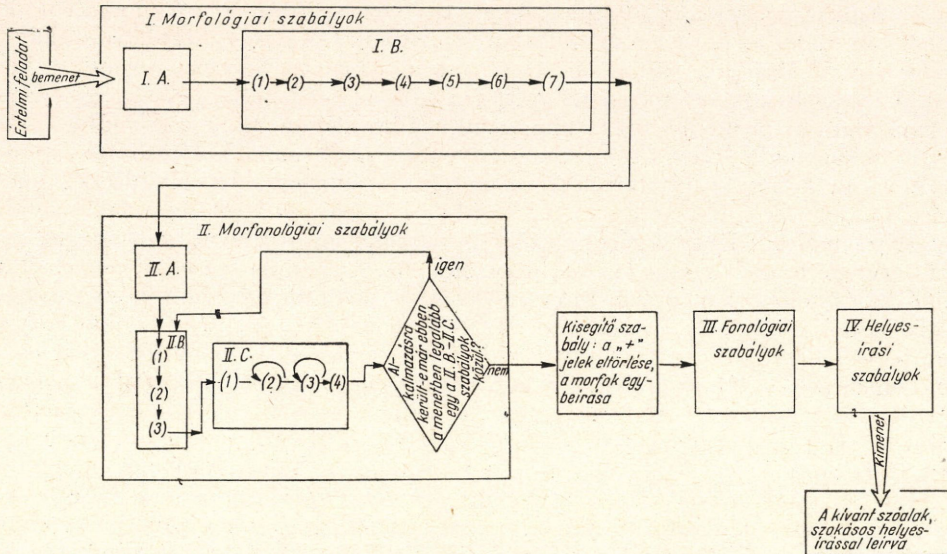 I. Morfológiai szabályok
Értelmi feladat
bemenet
I. A.
I. B.
(1) (2) (3) (4) (5) (6) (7)
II. Morfonológiai szabályok
II. A.
II.B
(1)
(2)
(3)
II. C.
(1) (2) (3) (4)
igen
Al-
kalmazásra
került-e már ebben
a menetben legalább
egy a II. B.-II.C.
szabályok
közül?
nem
Kisegítő sza-
bály: a „+"
jelek eltörlése,
a morfok egy-
beírása
III. Fonológiai
szabályok
IV. Helyes-
írási
szabályok
Kimenet
A kívánt szóalak,
szokásos helyes-
írással leírva